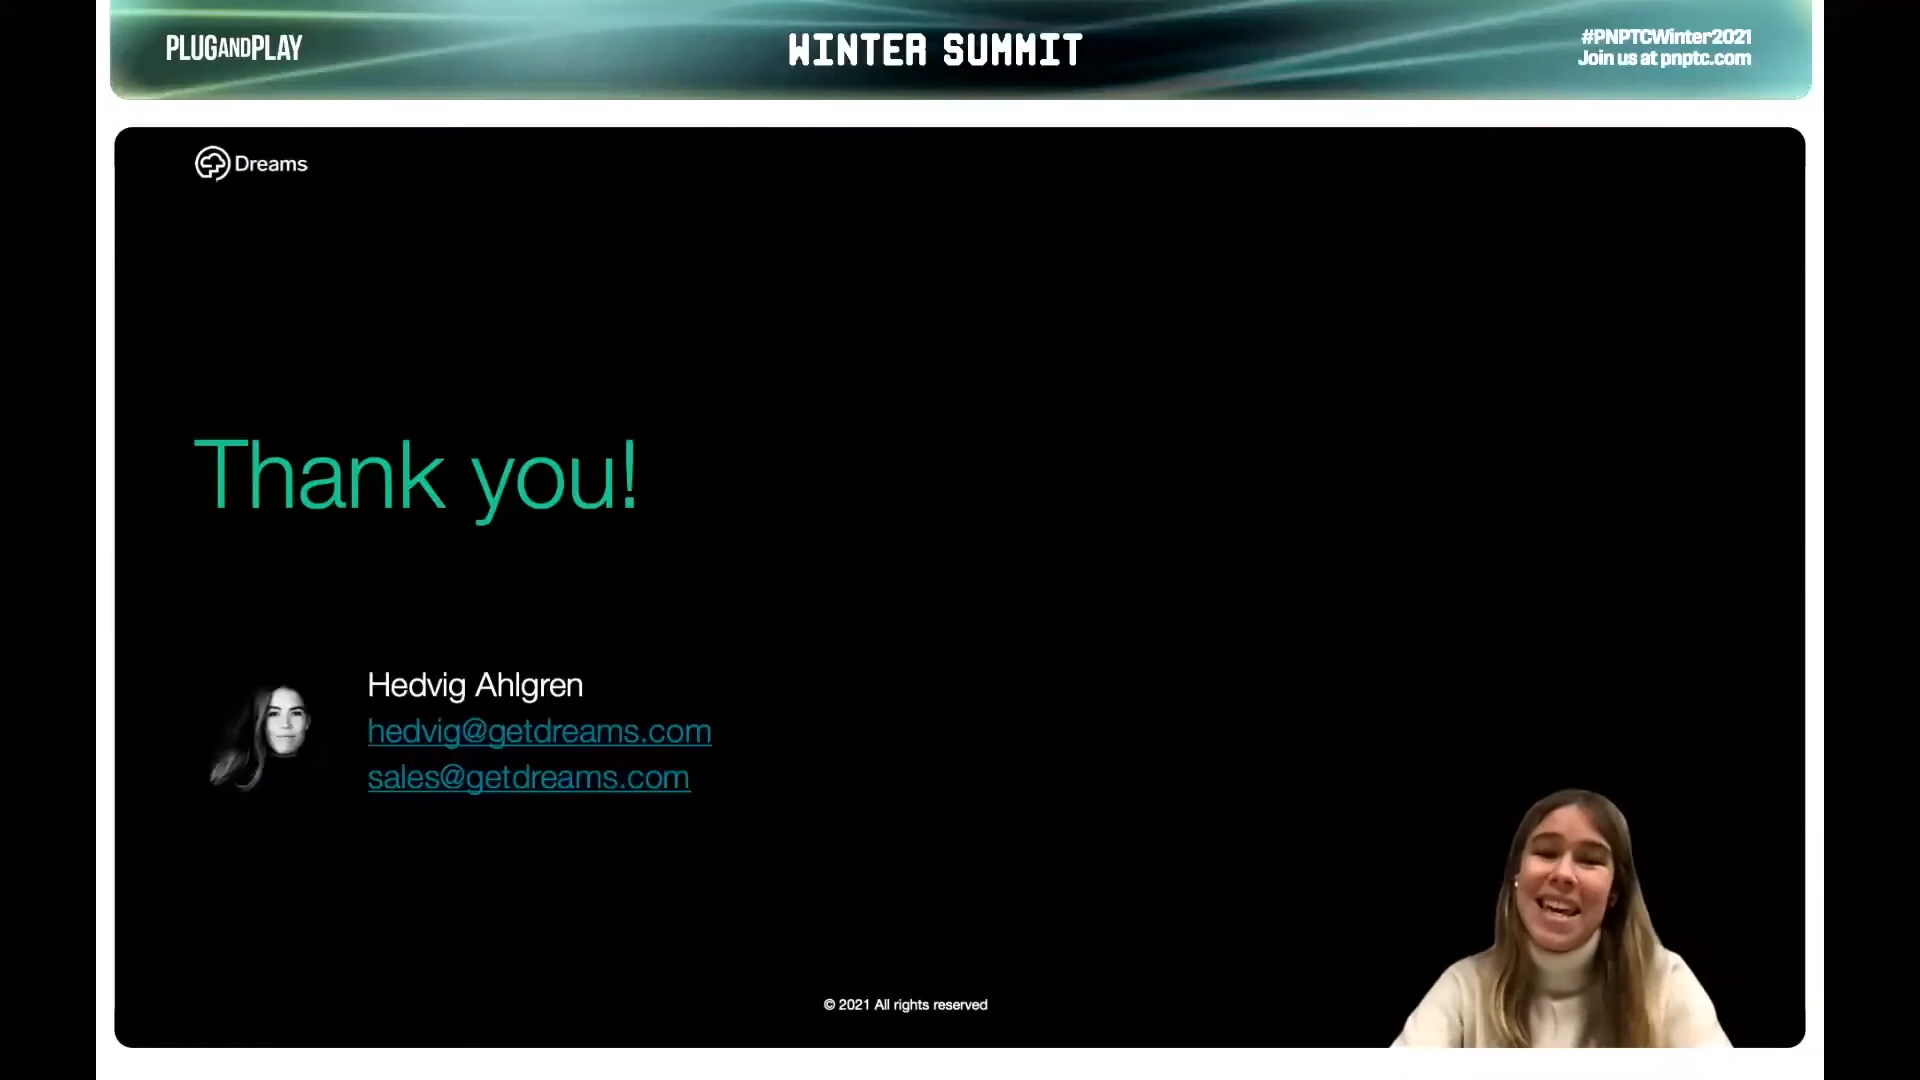 PLUGANDPLAY
WINTER SUMMIT
#PNPTCWinter2021
Join us at pnptc.com
Dreams
Thank you!
Hedvig Ahlgren
hedvig@getdreams.com
sales@getdreams.com
© 2021 All rights reserved